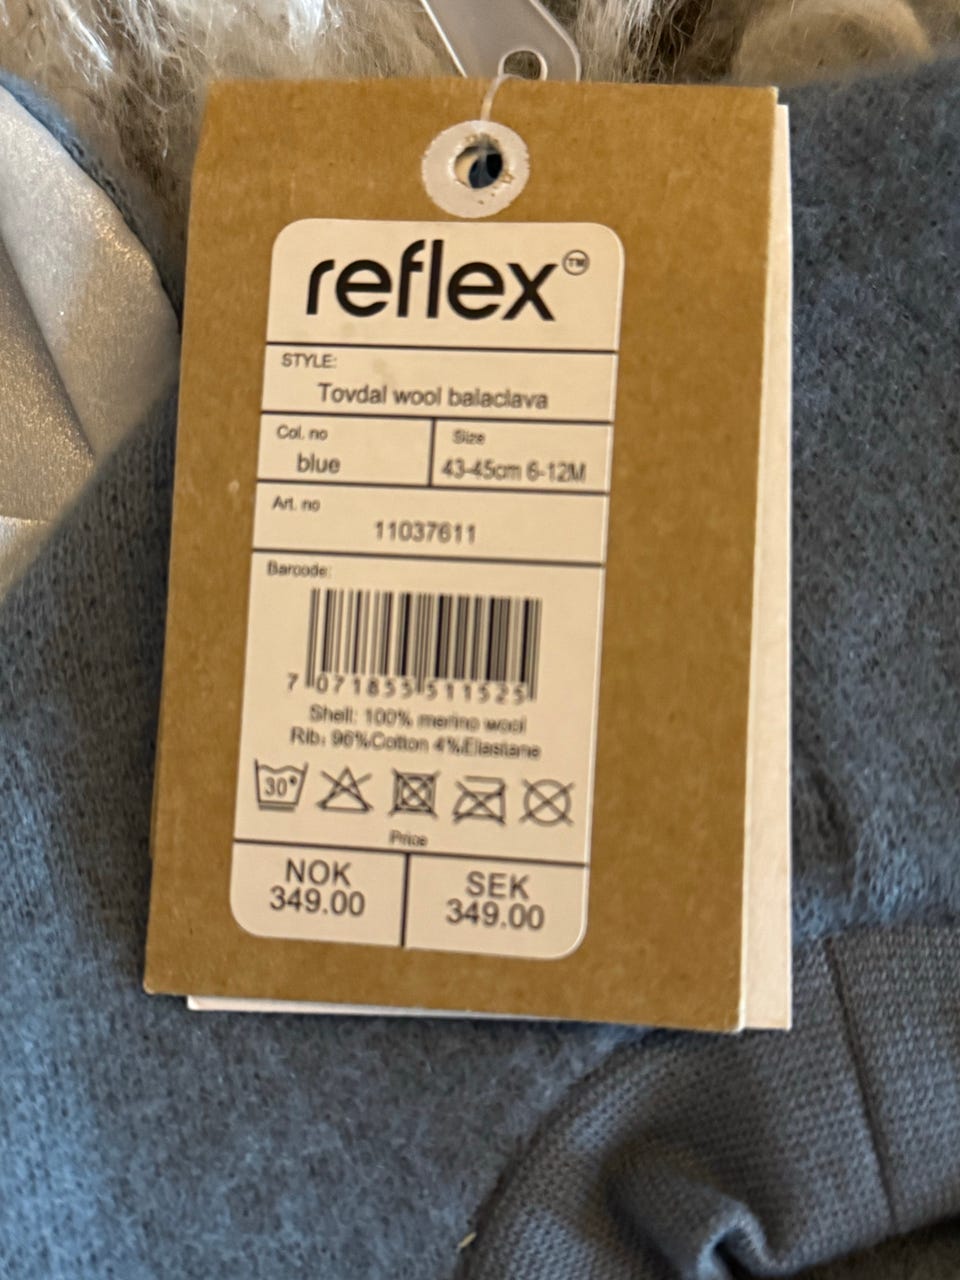 reflex™
STYLE:
Tovdal wool balaclava
Col. no
blue
Size
43-45cm 6-12M
Art. no
11037611
Barcode:
7 071855 511525
Shell: 100% merino wool
Rib: 96%Cotton 4%Elastane
30°
Price
NOK
349.00
SEK
349.00